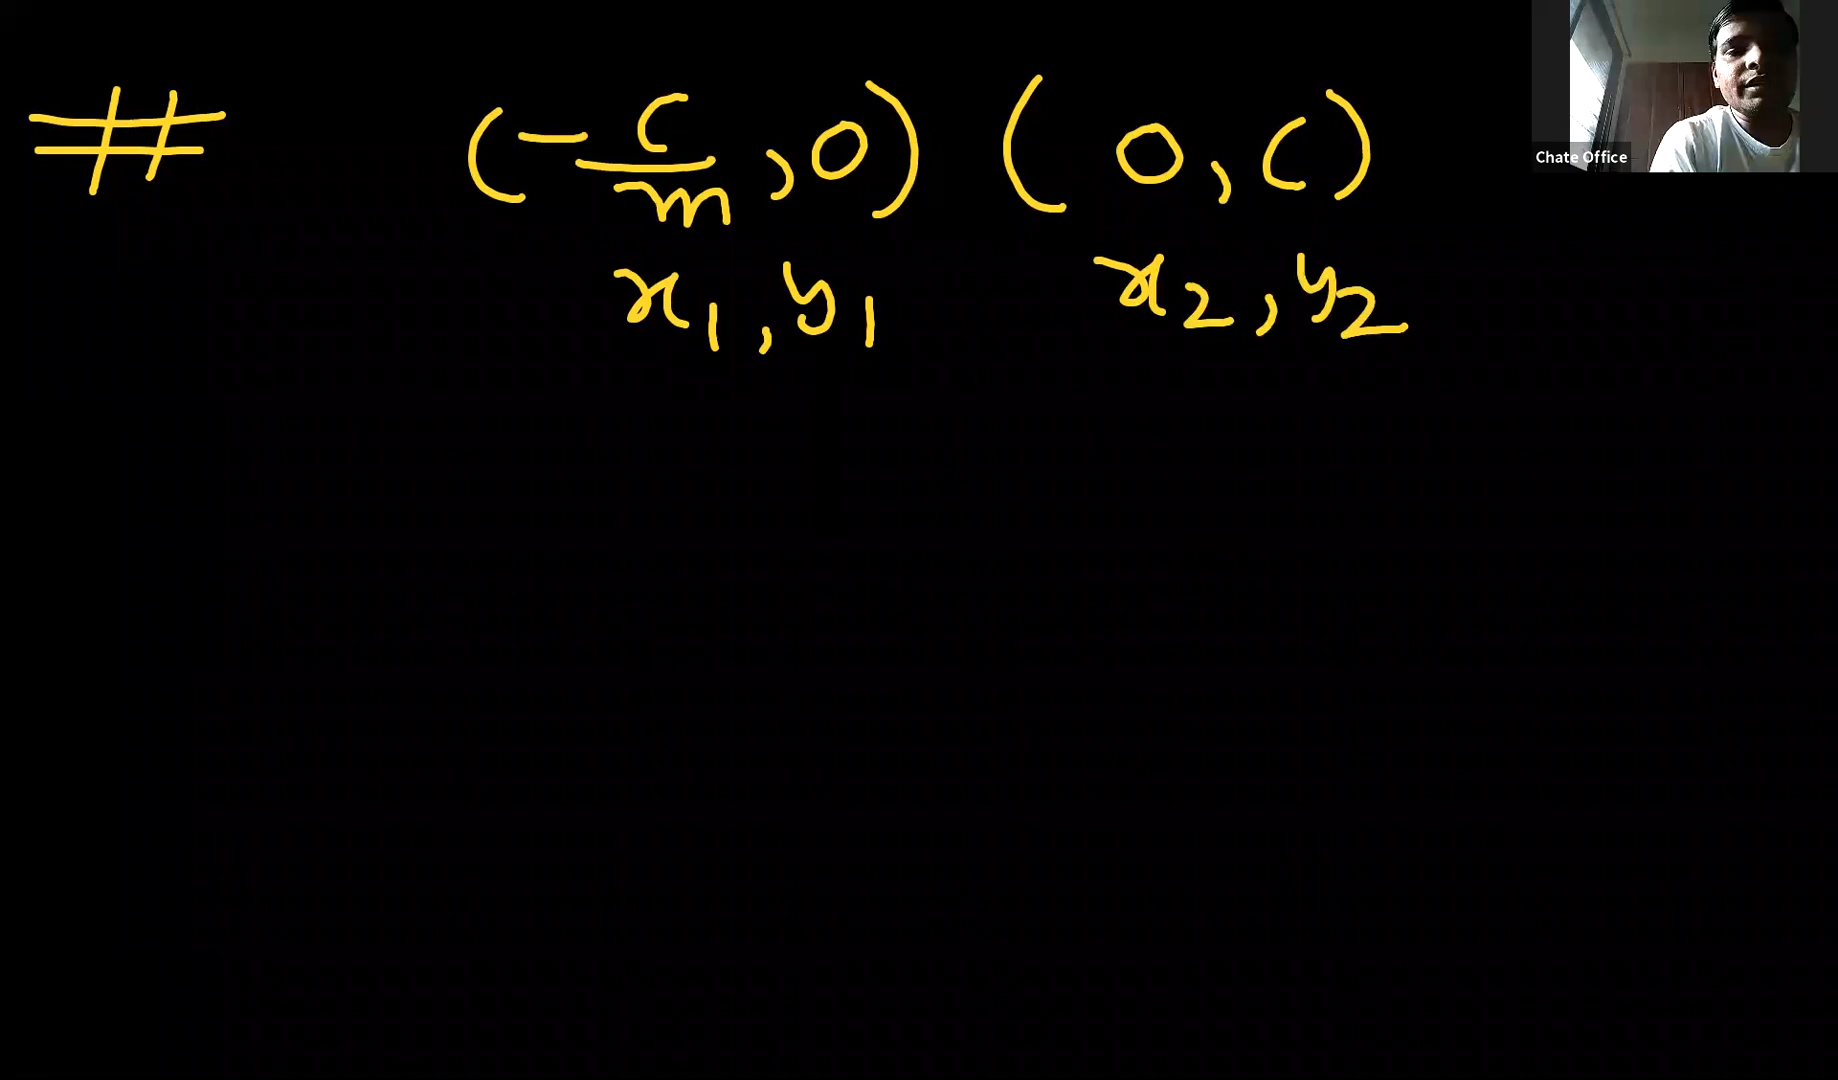 # (-c/m, 0) (0, c)
x1, y1 x2, y2
Chate Office